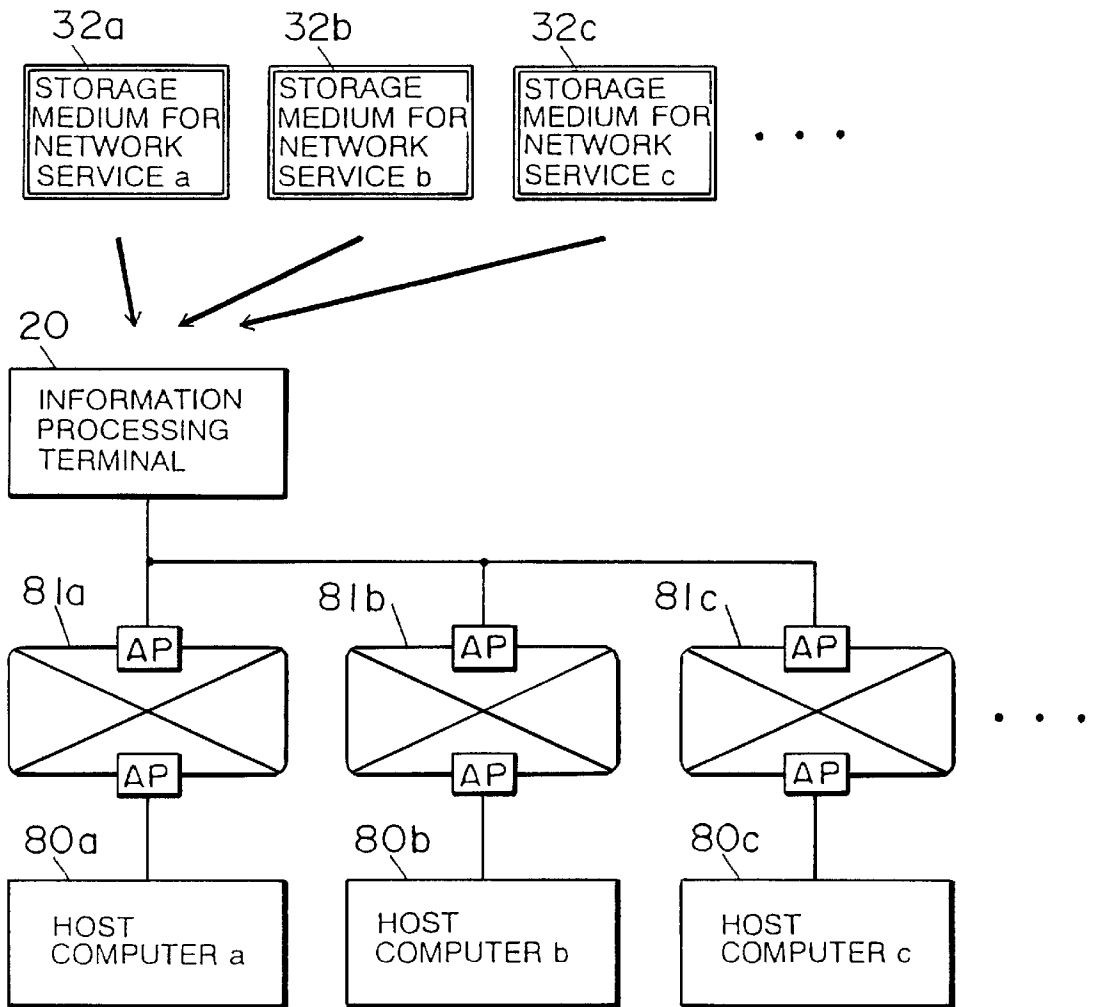 32a
32b
32c
STORAGE
MEDIUM FOR
NETWORK
SERVICE a
STORAGE
MEDIUM FOR
NETWORK
SERVICE b
STORAGE
MEDIUM FOR
NETWORK
SERVICE c
20
INFORMATION
PROCESSING
TERMINAL
81a
81b
81c
AP
AP
AP
AP
AP
AP
80a
80b
80c
HOST
COMPUTER a
HOST
COMPUTER b
HOST
COMPUTER c